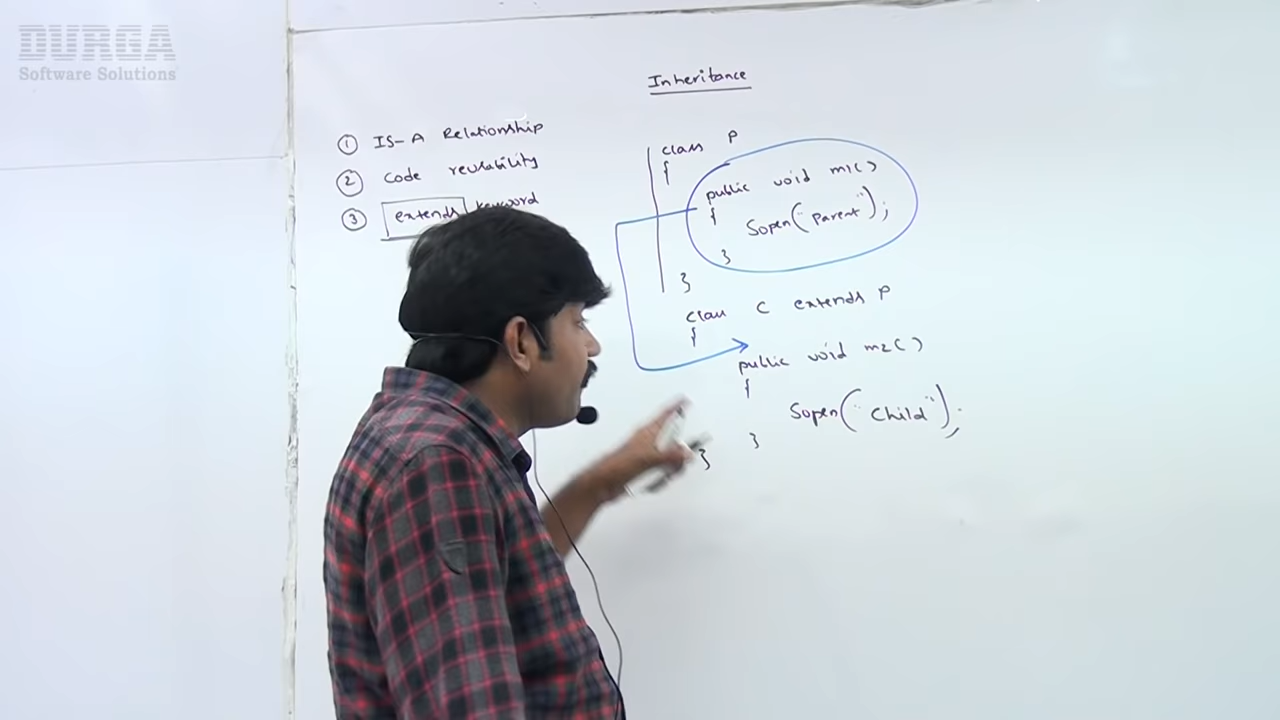 DURGA
Software Solutions
Inheritance
① IS-A Relationship
② Code reusability
③ extends keyword
class P
{
public void m1()
{
Sopln("parent");
}
}
class C extends P
{
public void m2()
{
Sopln("Child");
}
}